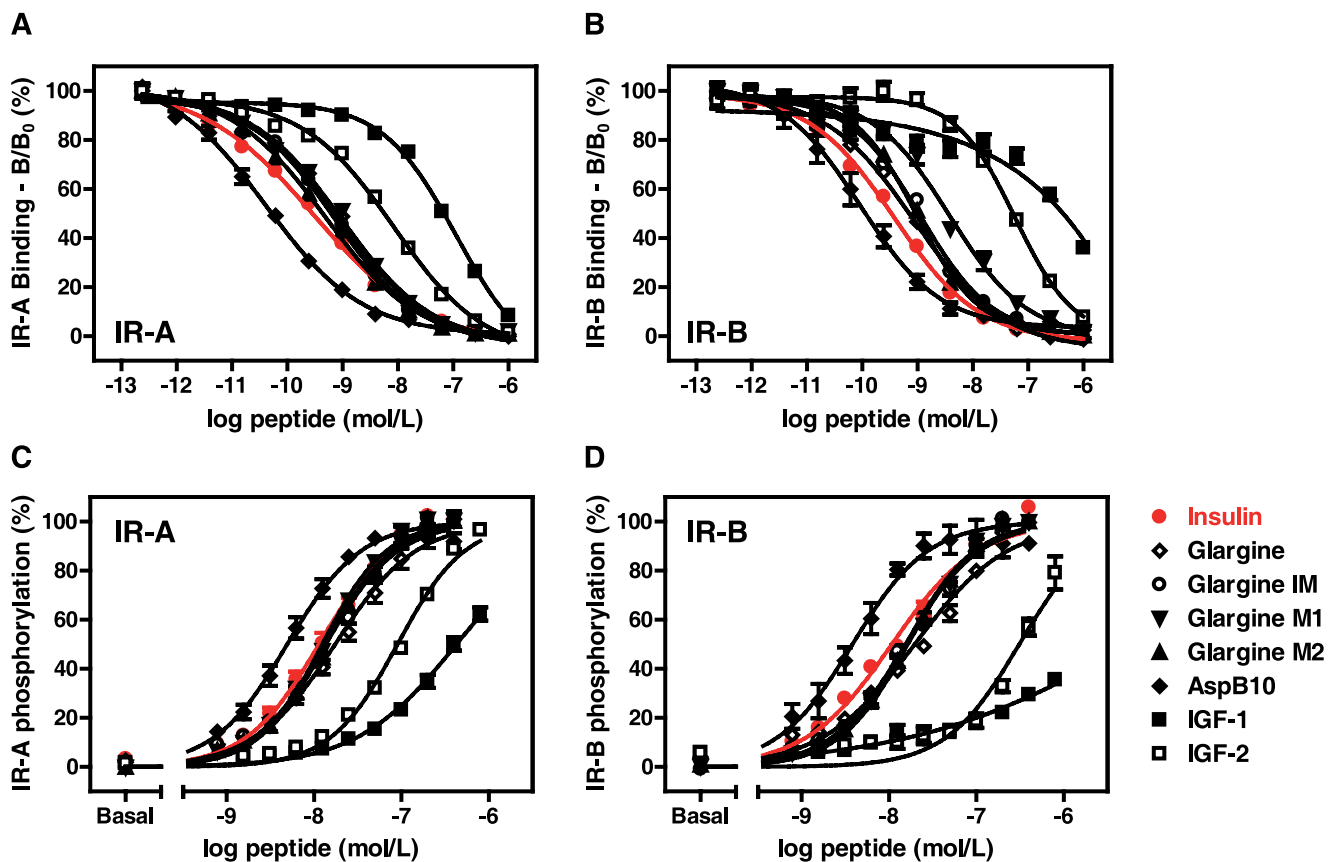 A
B
IR-A Binding - B/B₀ (%)
100
80
60
40
20
0
IR-A
-13 -12 -11 -10 -9 -8 -7 -6
log peptide (mol/L)
IR-B Binding - B/B₀ (%)
100
80
60
40
20
0
IR-B
-13 -12 -11 -10 -9 -8 -7 -6
log peptide (mol/L)
C
D
IR-A phosphorylation (%)
IR-A
100
80
60
40
20
0
Basal -9 -8 -7 -6
log peptide (mol/L)
IR-B phosphorylation (%)
IR-B
100
80
60
40
20
0
Basal -9 -8 -7 -6
log peptide (mol/L)
Insulin
Glargine
Glargine IM
Glargine M1
Glargine M2
AspB10
IGF-1
IGF-2